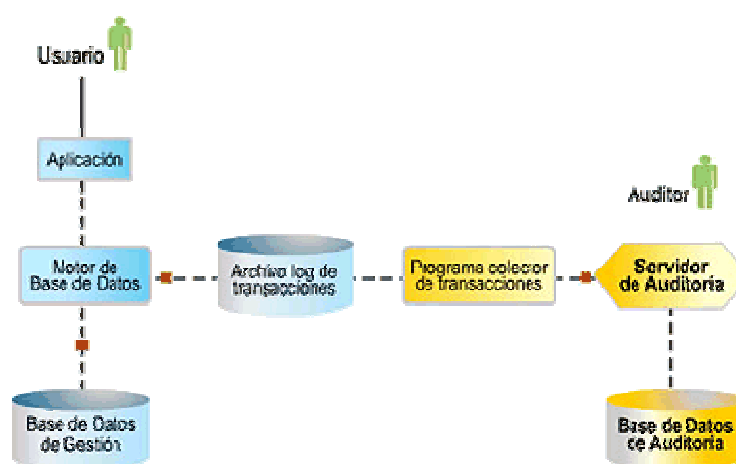 Usuario
Aplicación
Auditor
Motor de
Base de Datos
Archivo log de
transacciones
Programa colector
de transacciones
Servidor
de Auditoría
Base de Datos
de Gestión
Base de Datos
de Auditoría